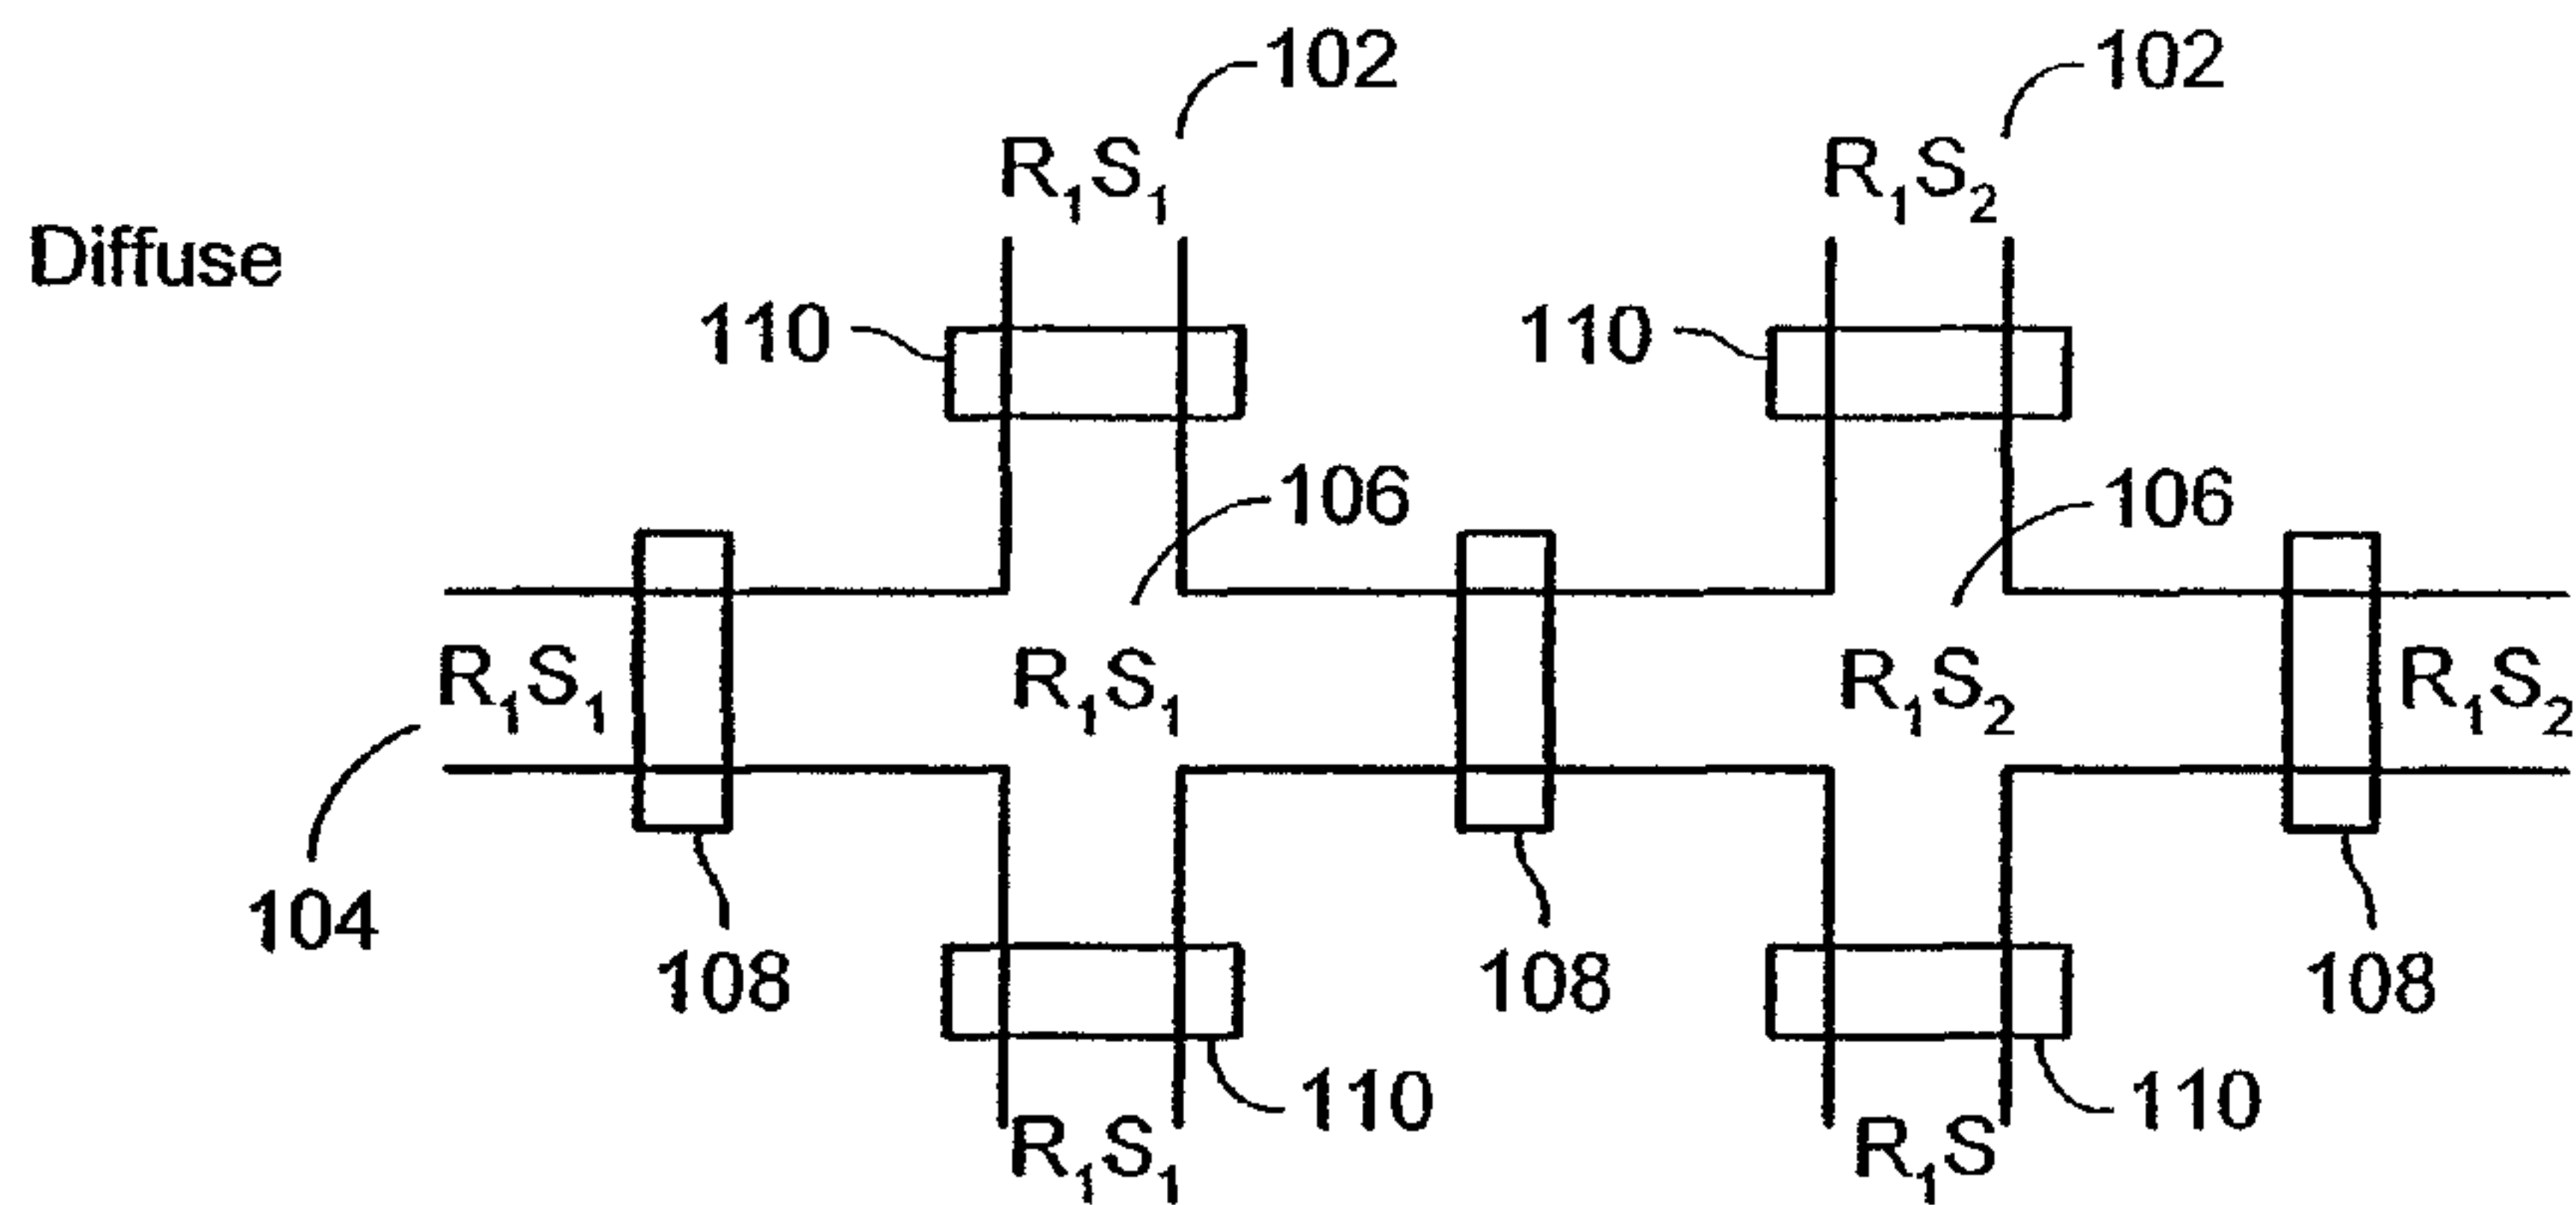 102 102
R₁S₁ R₁S₂
Diffuse
110 110
106 106
R₁S₁ R₁S₁ R₁S₂ R₁S₂
104 108 108 108
110 110
R₁S₁ R₁S